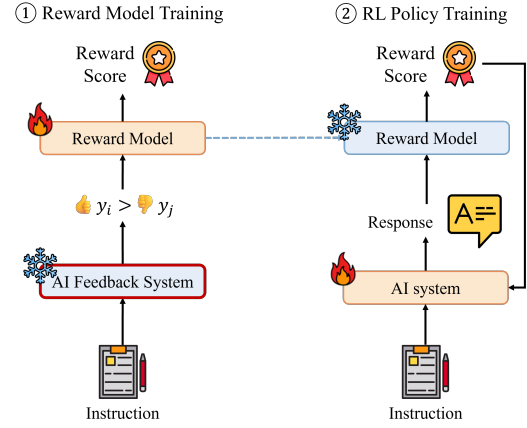 ① Reward Model Training
Reward
Score
Reward Model
y_i > y_j
AI Feedback System
Instruction
② RL Policy Training
Reward
Score
Reward Model
Response
A
AI system
Instruction